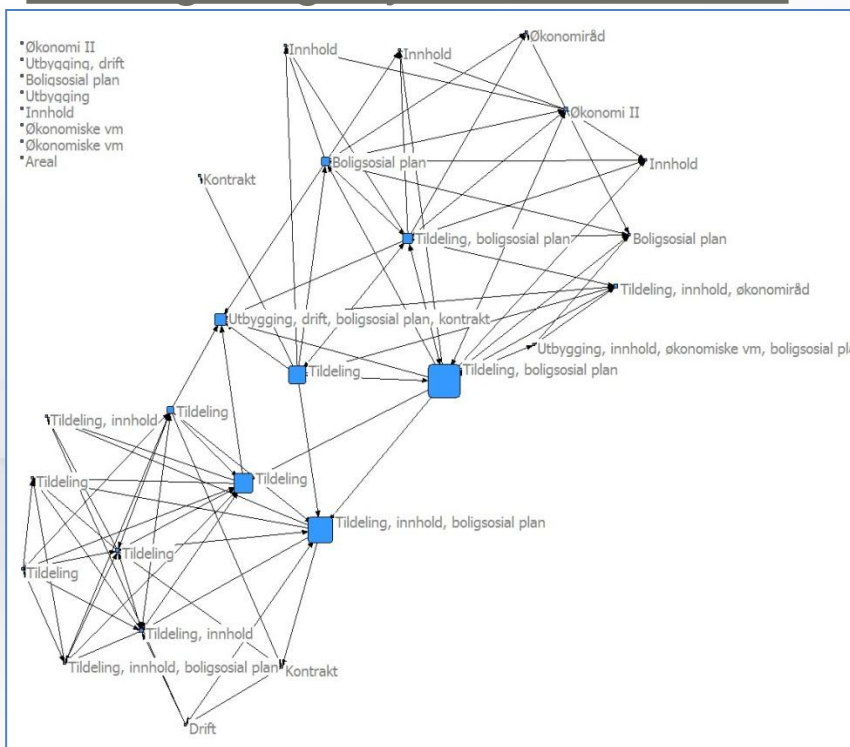 Økonomi II
Utbygging, drift
Boligsosial plan
Utbygging
Innhold
Økonomiske vm
Økonomiske vm
Areal
Økonomiråd
Innhold
Innhold
Økonomi II
Boligsosial plan
Innhold
Kontrakt
Tildeling, boligsosial plan
Boligsosial plan
Tildeling, innhold, økonomiråd
Utbygging, drift, boligsosial plan, kontrakt
Utbygging, innhold, økonomiske vm, boligsosial pla
Tildeling
Tildeling, boligsosial plan
Tildeling
Tildeling, innhold
Tildeling
Tildeling
Tildeling, innhold, boligsosial plan
Tildeling
Tildeling
Tildeling, innhold
Tildeling, innhold, boligsosial plan
Kontrakt
Drift